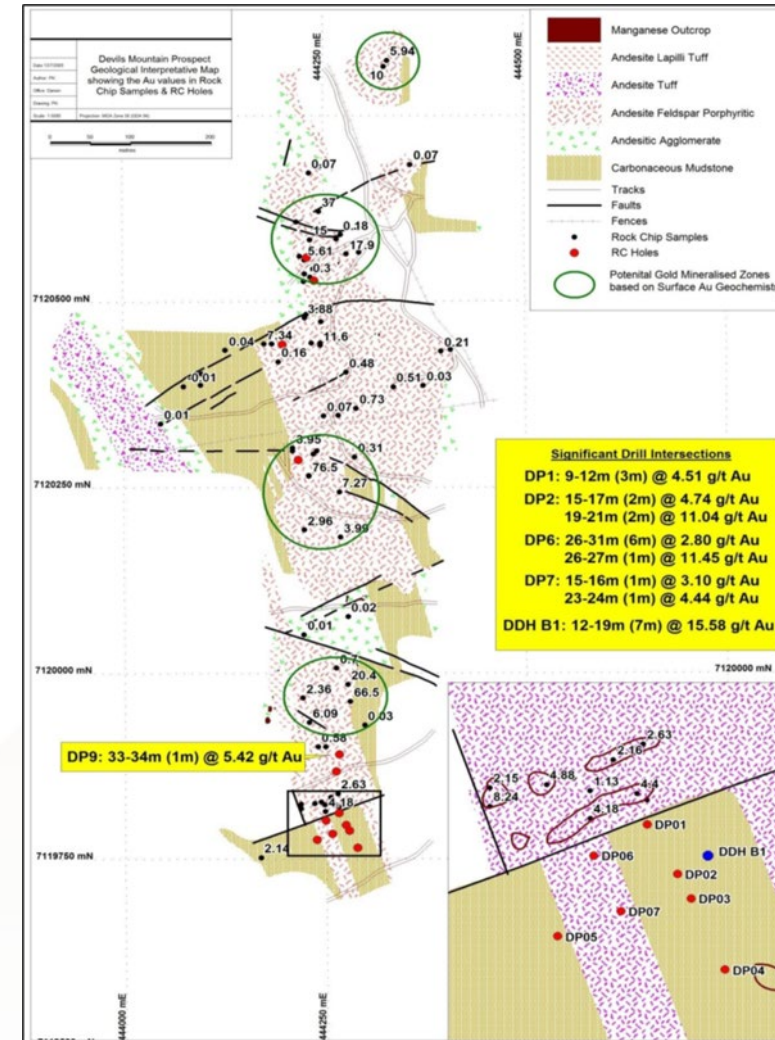 444250 mE
444500 mE
Devils Mountain Prospect
Geological Interpretative Map
showing the Au values in Rock
Chip Samples & RC Holes
0 50 100 200
metres
Manganese Outcrop
Andesite Lapilli Tuff
Andesite Tuff
Andesite Feldspar Porphyritic
Andesitic Agglomerate
Carbonaceous Mudstone
Tracks
Faults
Fences
Rock Chip Samples
RC Holes
Potenital Gold Mineralised Zones
based on Surface Au Geochemist
5.94
10
0.07
0.07
37
15
0.18
5.61
17.9
0.3
7120500 mN
3.88
0.04
7.34
11.6
0.21
0.16
0.01
0.48
0.51
0.03
0.01
0.07
0.73
3.95
0.31
76.5
7120250 mN
7.27
2.96
3.99
Significant Drill Intersections
DP1: 9-12m (3m) @ 4.51 g/t Au
DP2: 15-17m (2m) @ 4.74 g/t Au
19-21m (2m) @ 11.04 g/t Au
DP6: 26-31m (6m) @ 2.80 g/t Au
26-27m (1m) @ 11.45 g/t Au
DP7: 15-16m (1m) @ 3.10 g/t Au
23-24m (1m) @ 4.44 g/t Au
DDH B1: 12-19m (7m) @ 15.58 g/t Au
0.02
0.01
7120000 mN
7120000 mN
0.7
20.4
2.36
66.5
6.09
0.03
0.58
DP9: 33-34m (1m) @ 5.42 g/t Au
2.63
4.18
2.14
7119750 mN
2.63
2.16
2.15
4.88
1.13
4.4
8.24
4.18
DP01
DP06
DDH B1
DP02
DP03
DP07
DP05
DP04
444000 mE
444250 mE